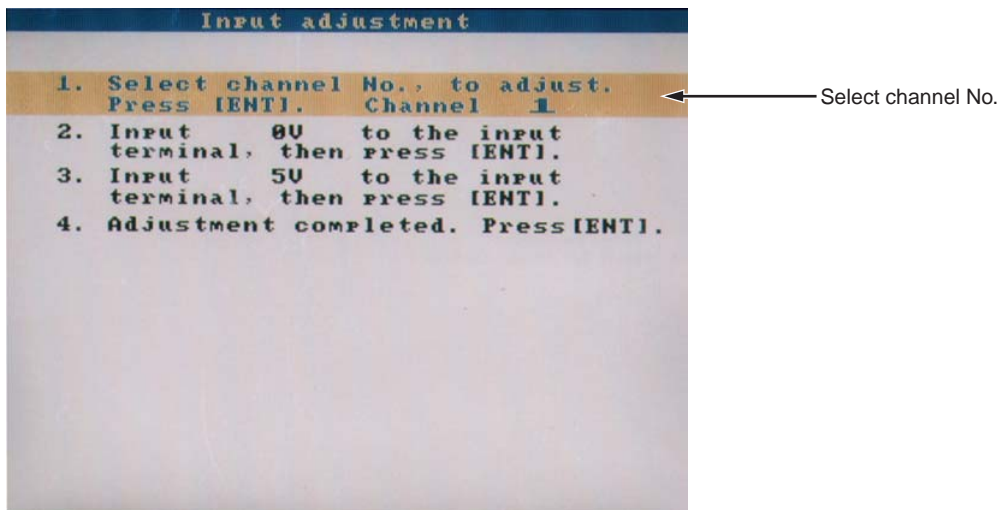 Input adjustment
1. Select channel No., to adjust.
Press [ENT]. Channel 1
Select channel No.
2. Input 0V to the input
terminal, then press [ENT].
3. Input 5V to the input
terminal, then press [ENT].
4. Adjustment completed. Press[ENT].